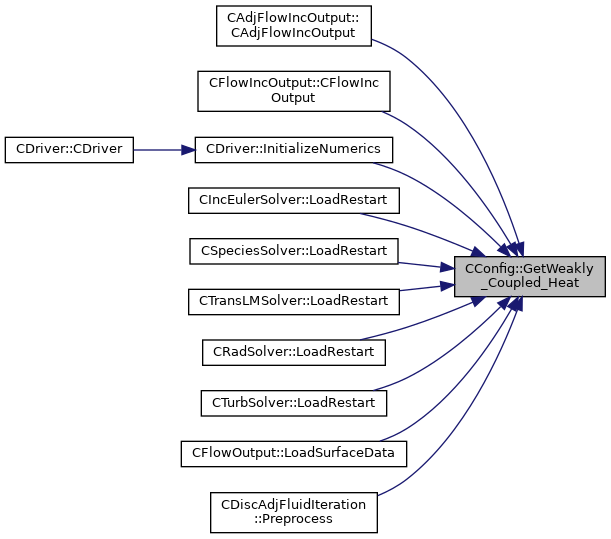 CAdjFlowIncOutput::
CAdjFlowIncOutput
CFlowIncOutput::CFlowInc
Output
CDriver::CDriver
CDriver::InitializeNumerics
CIncEulerSolver::LoadRestart
CSpeciesSolver::LoadRestart
CConfig::GetWeakly
_Coupled_Heat
CTransLMSolver::LoadRestart
CRadSolver::LoadRestart
CTurbSolver::LoadRestart
CFlowOutput::LoadSurfaceData
CDiscAdjFluidIteration
::Preprocess